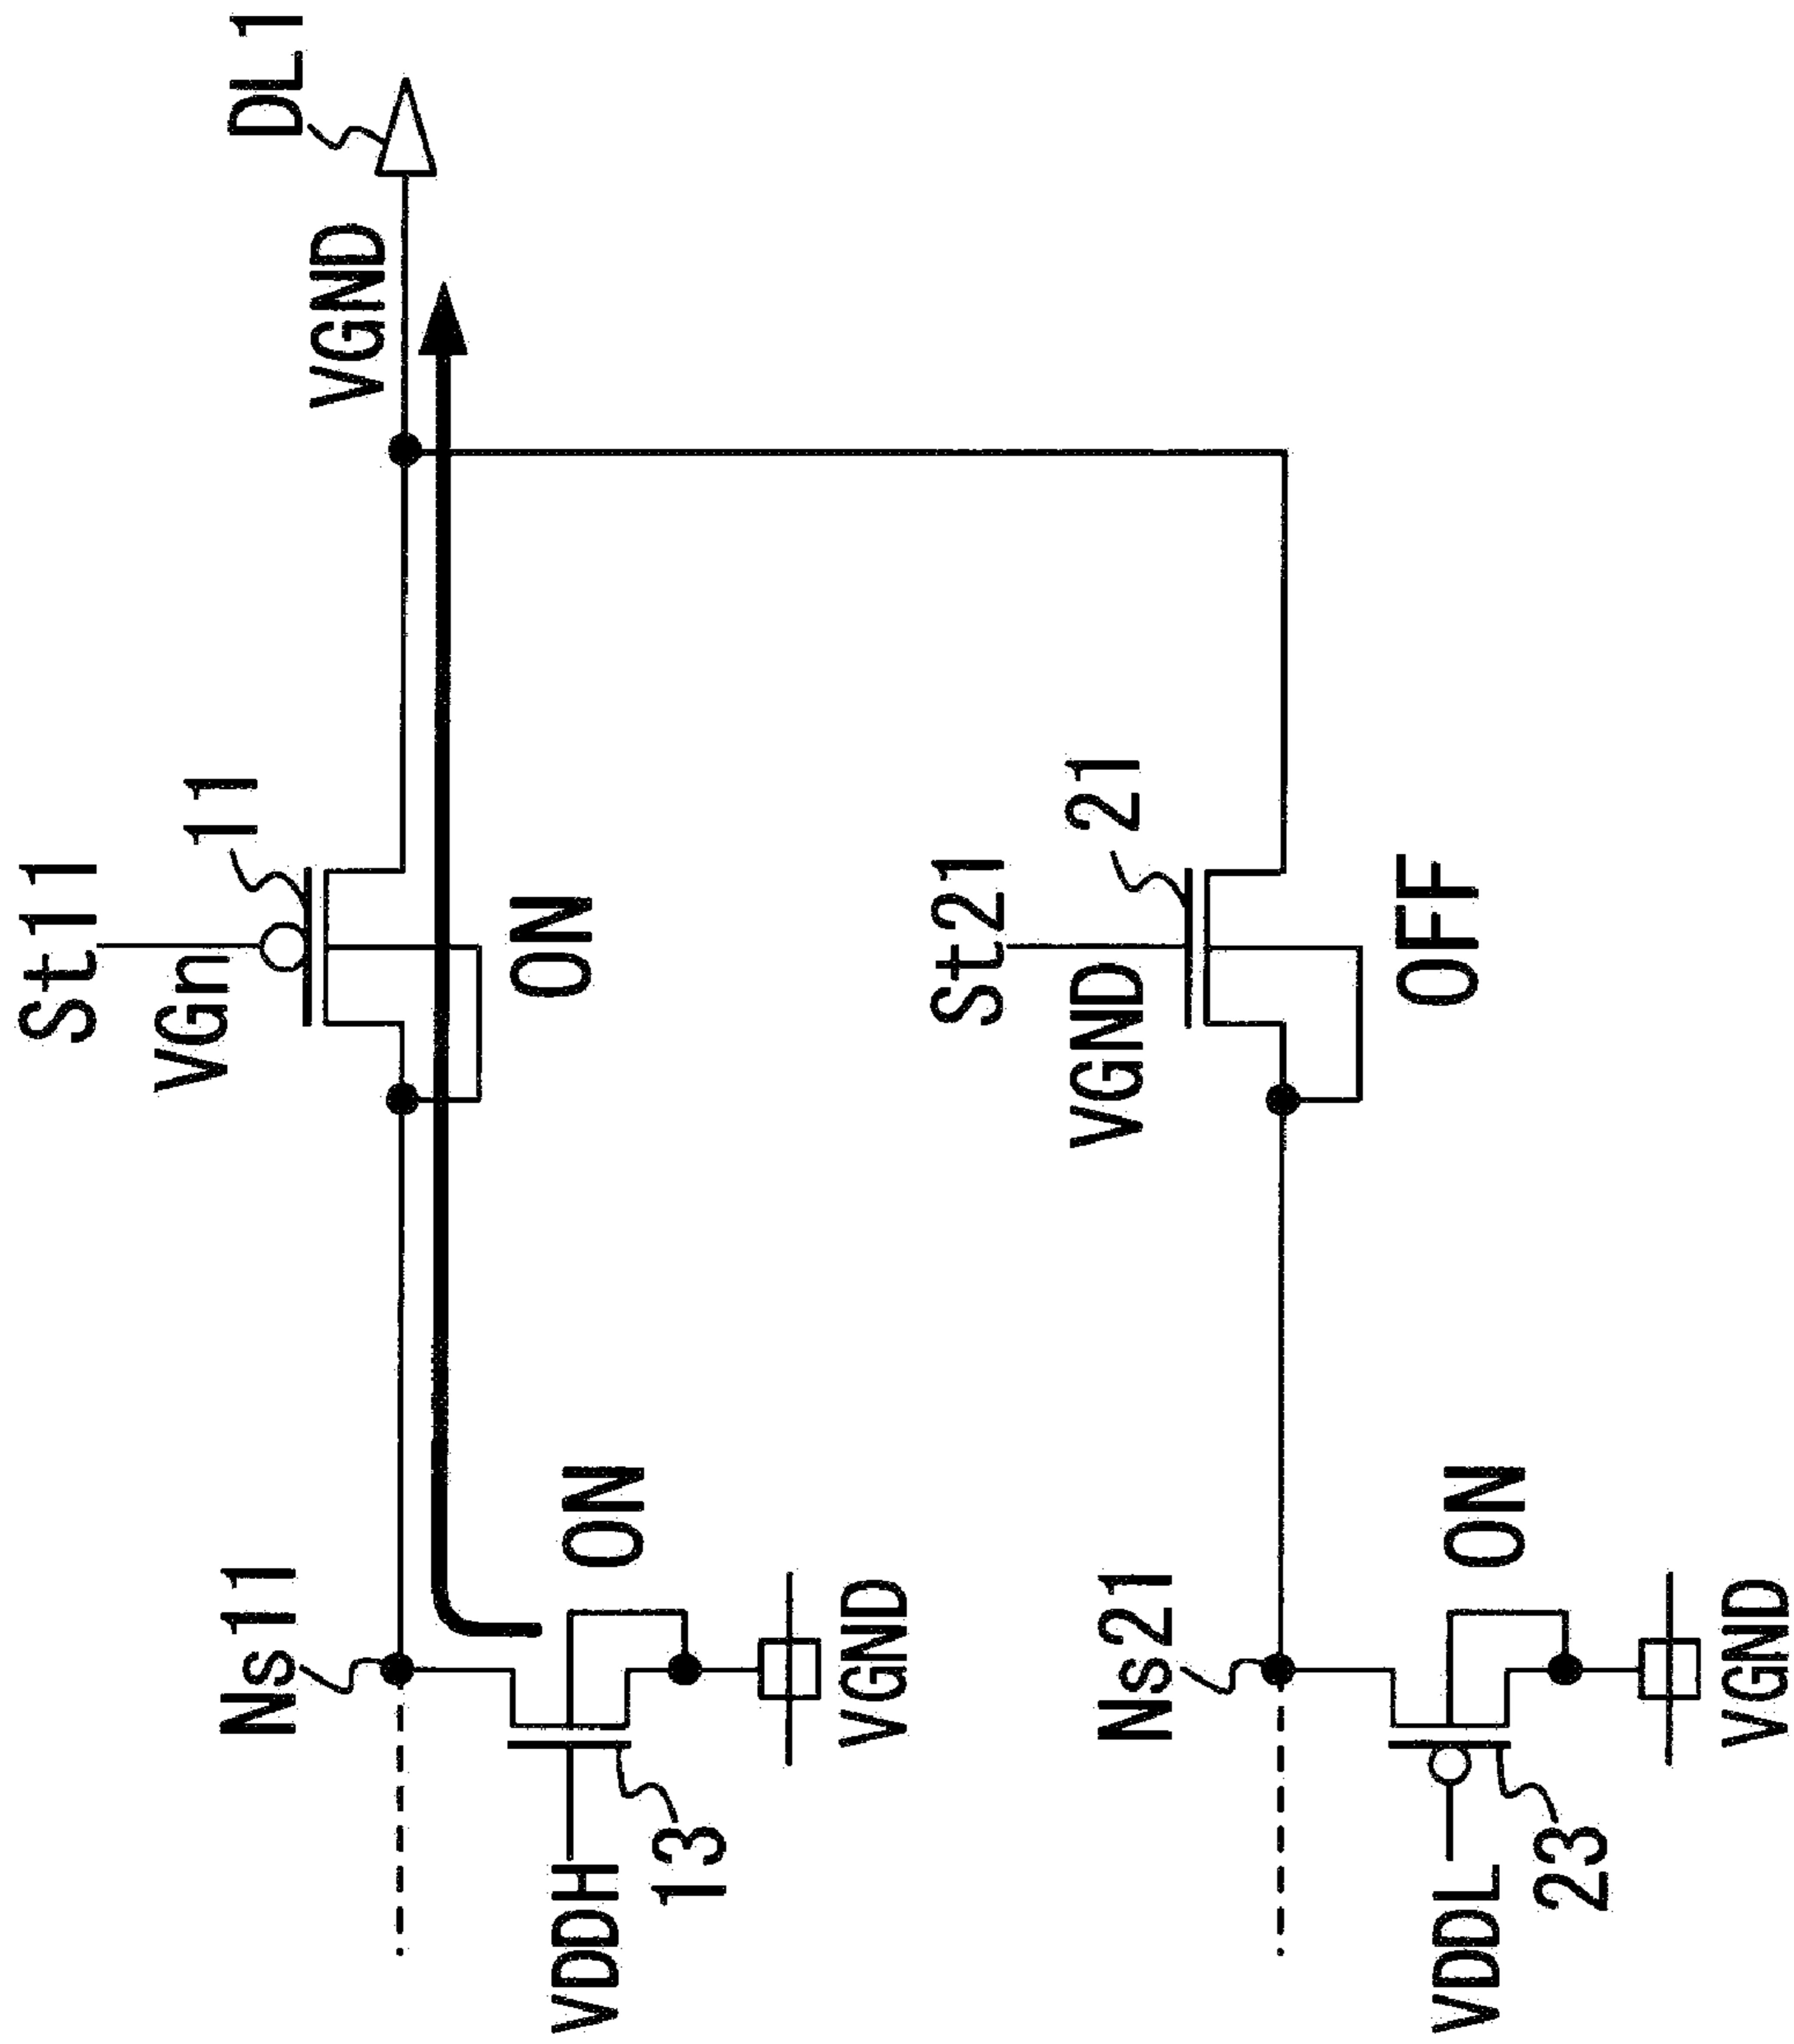 St11
VGn
11
ON
Ns11
VDDH
13
ON
VGND
VGND
DL1
St21
VGND
21
OFF
Ns21
VDDL
23
ON
VGND